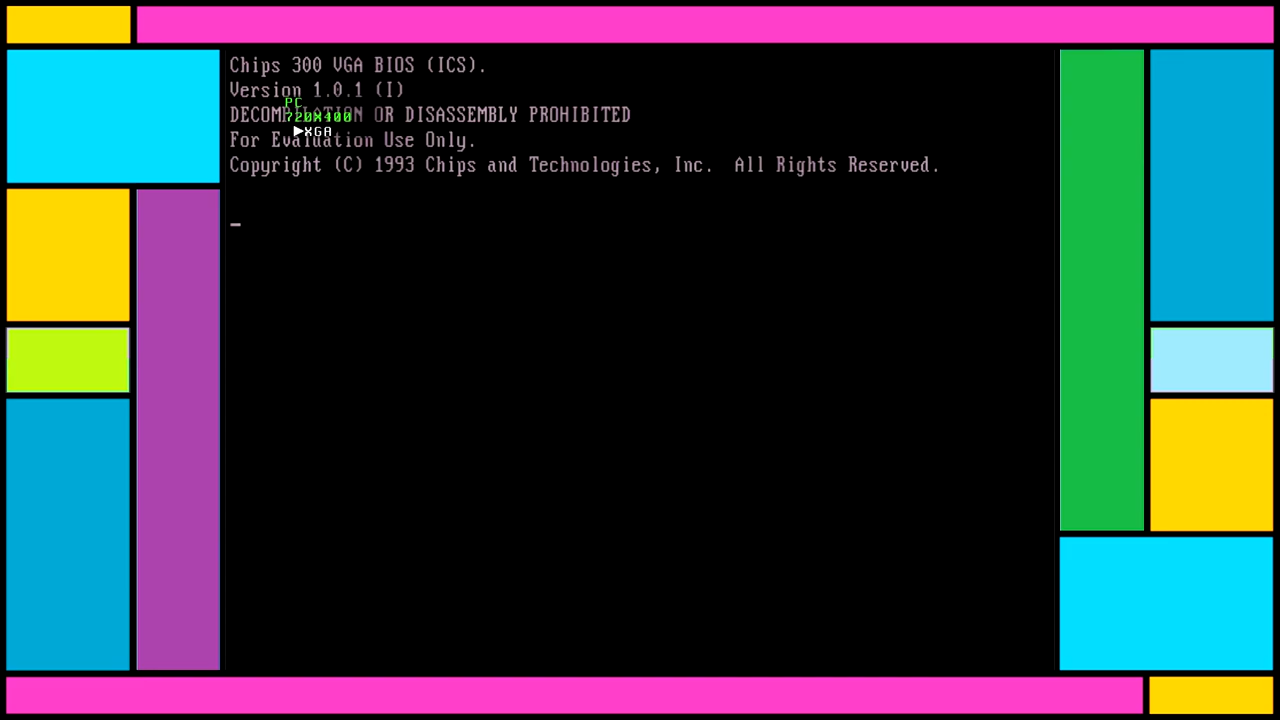 Chips 300 VGA BIOS (ICS).
Version 1.0.1 (I)
PC
DECOMPILATION OR DISASSEMBLY PROHIBITED
720x400
►XGA
For Evaluation Use Only.
Copyright (C) 1993 Chips and Technologies, Inc.  All Rights Reserved.